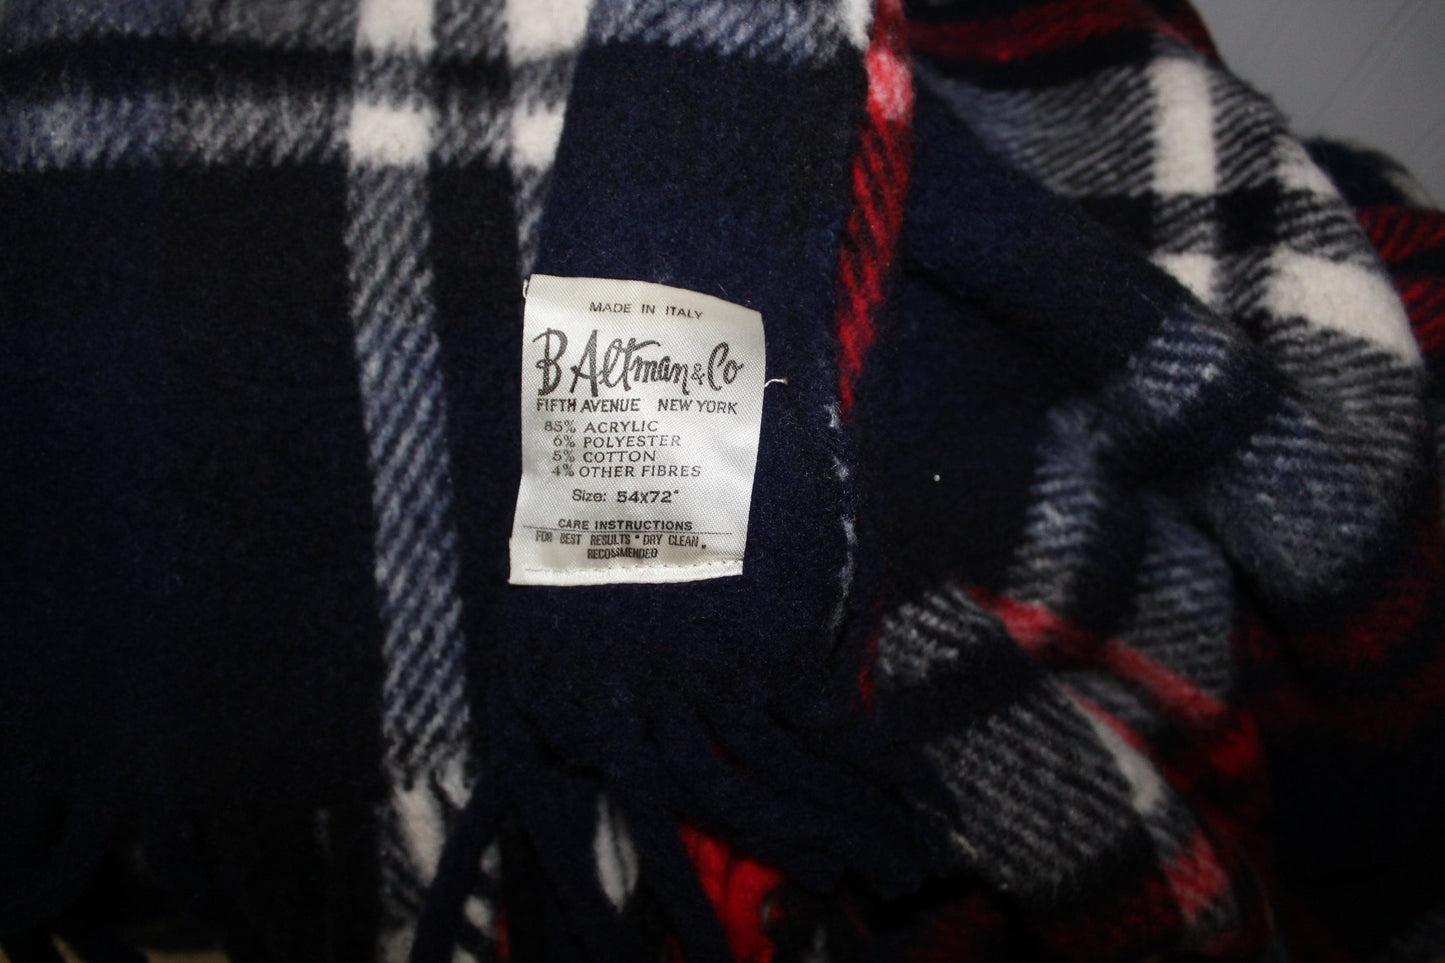 MADE IN ITALY
B Altman & Co
FIFTH AVENUE NEW YORK
85% ACRYLIC
6% POLYESTER
5% COTTON
4% OTHER FIBRES
Size: 54x72"
CARE INSTRUCTIONS
FOR BEST RESULTS " DRY CLEAN "
RECOMMENDED